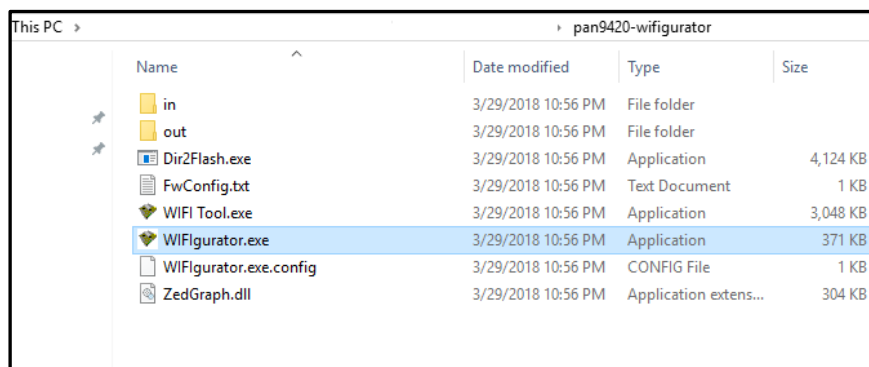 This PC > > pan9420-wifigurator
Name Date modified Type Size
in 3/29/2018 10:56 PM File folder
out 3/29/2018 10:56 PM File folder
Dir2Flash.exe 3/29/2018 10:56 PM Application 4,124 KB
FwConfig.txt 3/29/2018 10:56 PM Text Document 1 KB
WIFI Tool.exe 3/29/2018 10:56 PM Application 3,048 KB
WIFIgurator.exe 3/29/2018 10:56 PM Application 371 KB
WIFIgurator.exe.config 3/29/2018 10:56 PM CONFIG File 1 KB
ZedGraph.dll 3/29/2018 10:56 PM Application extens... 304 KB